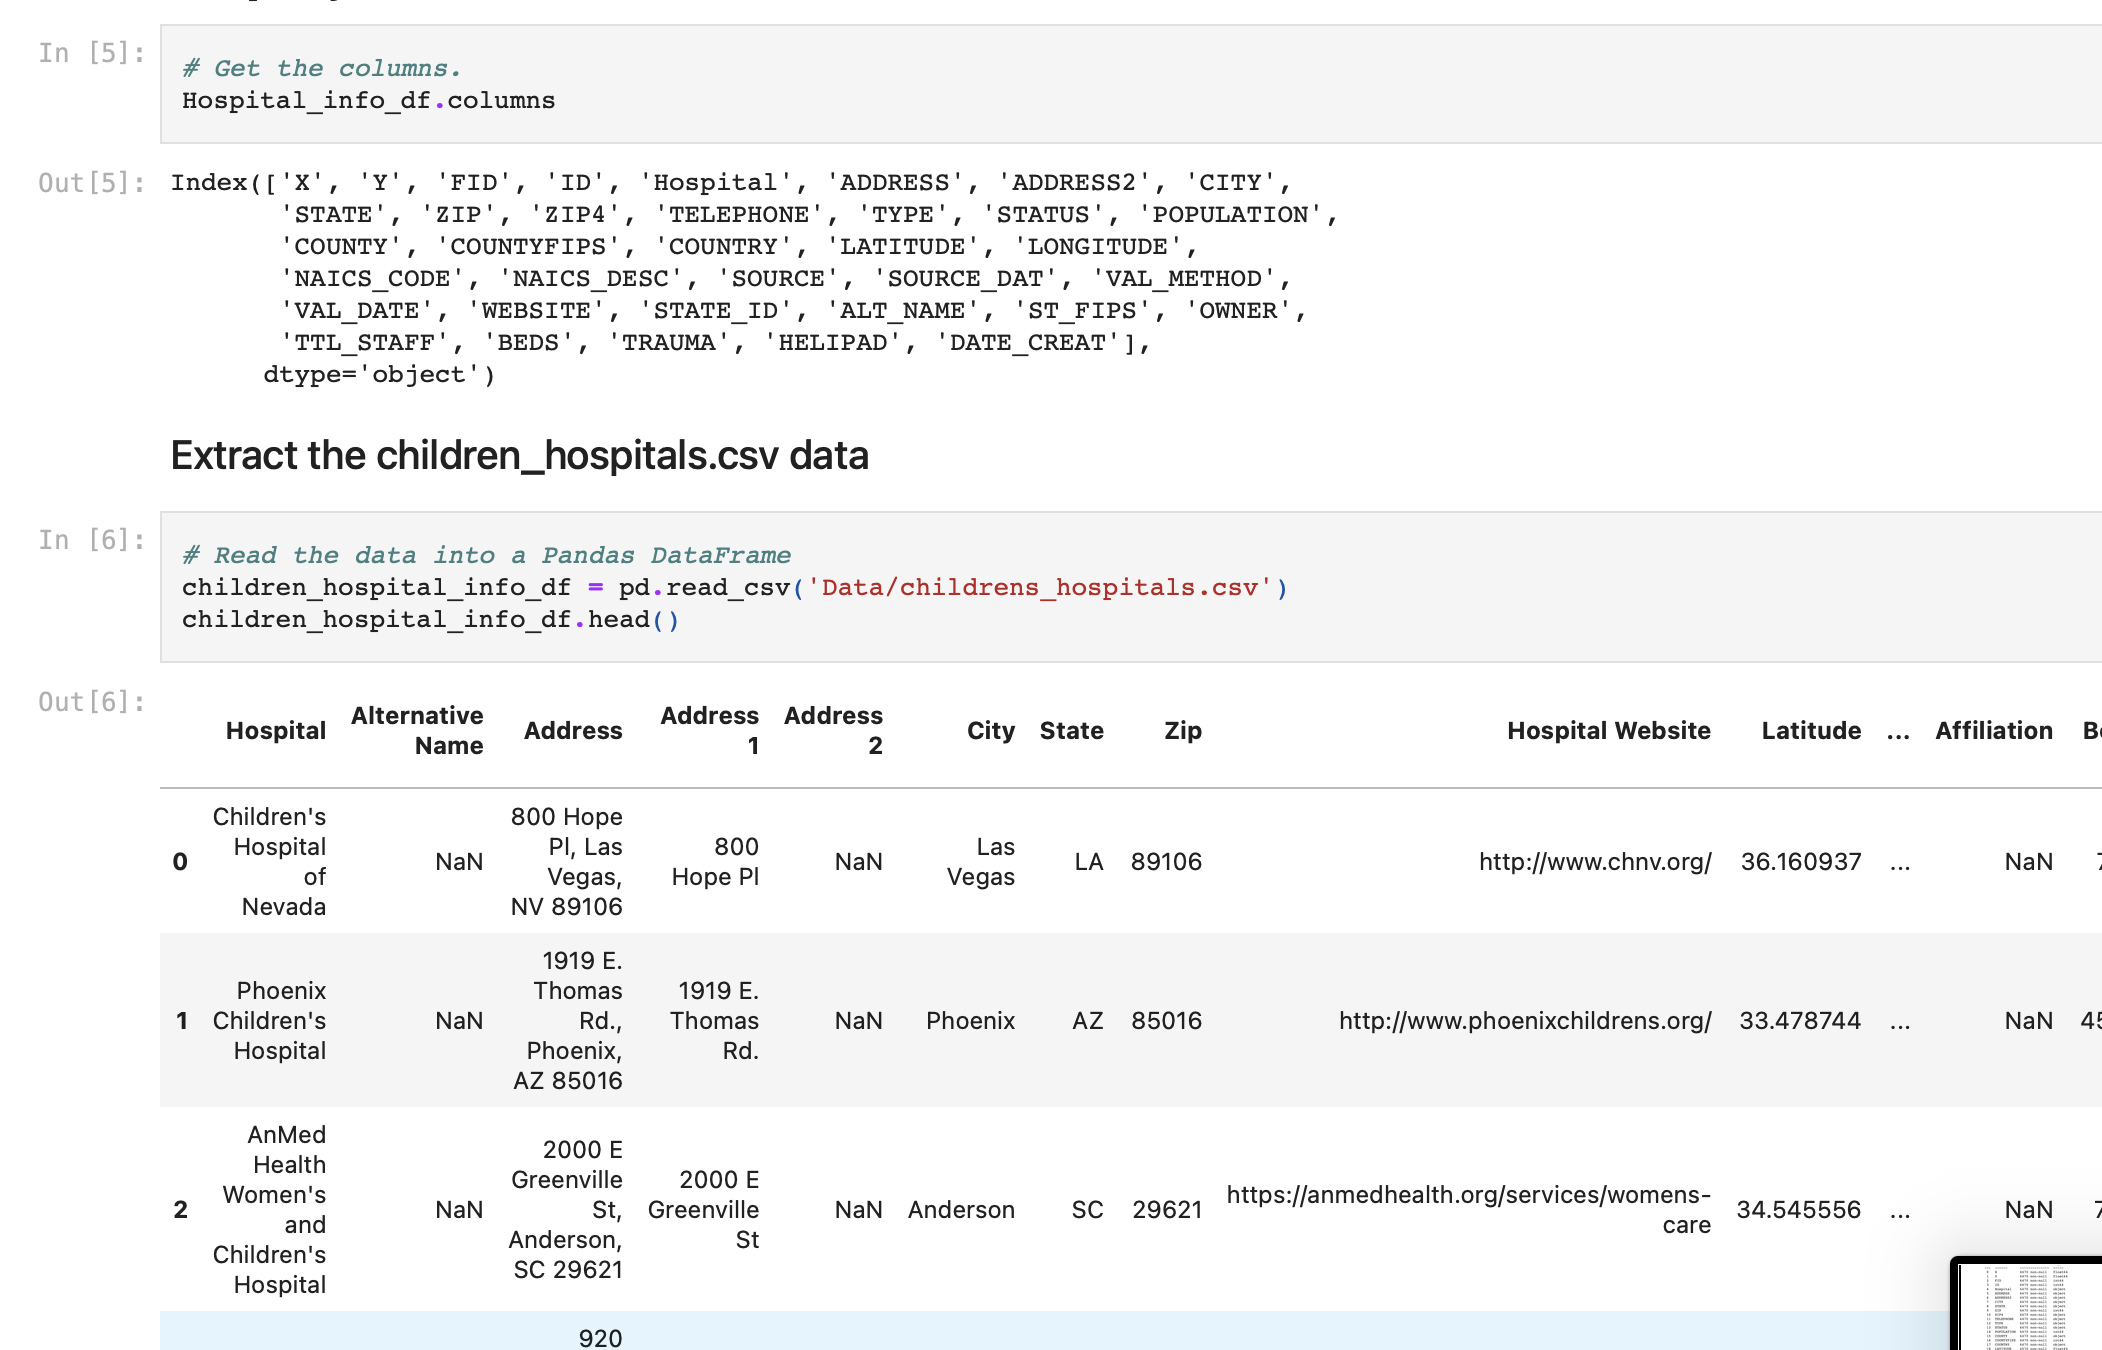 In [5]:
# Get the columns.
Hospital_info_df.columns
Out[5]:
Index(['X', 'Y', 'FID', 'ID', 'Hospital', 'ADDRESS', 'ADDRESS2', 'CITY',
'STATE', 'ZIP', 'ZIP4', 'TELEPHONE', 'TYPE', 'STATUS', 'POPULATION',
'COUNTY', 'COUNTYFIPS', 'COUNTRY', 'LATITUDE', 'LONGITUDE',
'NAICS_CODE', 'NAICS_DESC', 'SOURCE', 'SOURCE_DAT', 'VAL_METHOD',
'VAL_DATE', 'WEBSITE', 'STATE_ID', 'ALT_NAME', 'ST_FIPS', 'OWNER',
'TTL_STAFF', 'BEDS', 'TRAUMA', 'HELIPAD', 'DATE_CREAT'],
dtype='object')
Extract the children_hospitals.csv data
In [6]:
# Read the data into a Pandas DataFrame
children_hospital_info_df = pd.read_csv('Data/childrens_hospitals.csv')
children_hospital_info_df.head()
Out[6]:
Hospital Alternative Name Address Address 1 Address 2 City State Zip Hospital Website Latitude ... Affiliation
0 Children's Hospital of Nevada NaN 800 Hope Pl, Las Vegas, NV 89106 800 Hope Pl NaN Las Vegas LA 89106 http://www.chnv.org/ 36.160937 ... NaN
1 Phoenix Children's Hospital NaN 1919 E. Thomas Rd., Phoenix, AZ 85016 1919 E. Thomas Rd. NaN Phoenix AZ 85016 http://www.phoenixchildrens.org/ 33.478744 ... NaN
2 AnMed Health Women's and Children's Hospital NaN 2000 E Greenville St, Anderson, SC 29621 2000 E Greenville St NaN Anderson SC 29621 https://anmedhealth.org/services/womens-care 34.545556 ... NaN
920